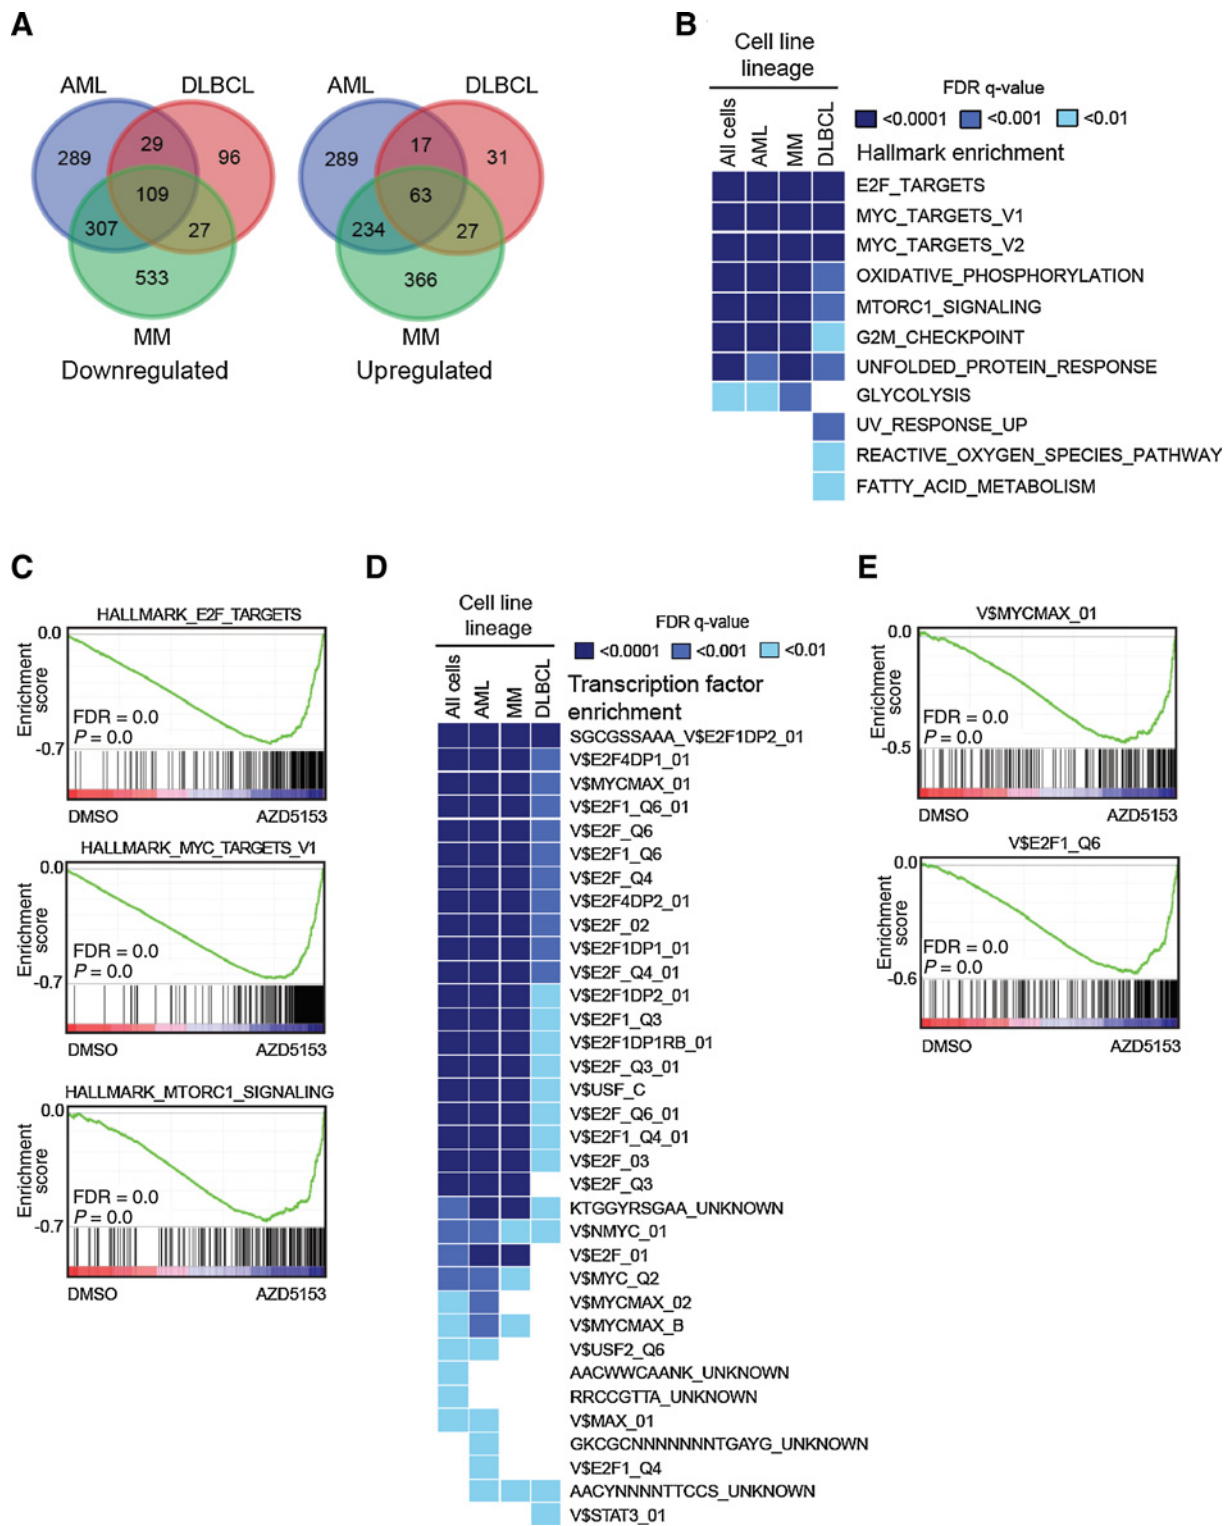 A
AML DLBCL
289 29 96
109
307 27
533
MM
Downregulated
AML DLBCL
289 17 31
63
234 27
366
MM
Upregulated
B
Cell line
lineage
All cells
AML
MM
DLBCL
FDR q-value
<0.0001 <0.001 <0.01
Hallmark enrichment
E2F_TARGETS
MYC_TARGETS_V1
MYC_TARGETS_V2
OXIDATIVE_PHOSPHORYLATION
MTORC1_SIGNALING
G2M_CHECKPOINT
UNFOLDED_PROTEIN_RESPONSE
GLYCOLYSIS
UV_RESPONSE_UP
REACTIVE_OXYGEN_SPECIES_PATHWAY
FATTY_ACID_METABOLISM
C
HALLMARK_E2F_TARGETS
0.0
Enrichment
score
FDR = 0.0
P = 0.0
-0.7
DMSO AZD5153
HALLMARK_MYC_TARGETS_V1
0.0
Enrichment
score
FDR = 0.0
P = 0.0
-0.7
DMSO AZD5153
HALLMARK_MTORC1_SIGNALING
0.0
Enrichment
score
FDR = 0.0
P = 0.0
-0.7
DMSO AZD5153
D
Cell line
lineage
All cells
AML
MM
DLBCL
FDR q-value
<0.0001 <0.001 <0.01
Transcription factor
enrichment
SGCGSSAAA_V$E2F1DP2_01
V$E2F4DP1_01
V$MYCMAX_01
V$E2F1_Q6_01
V$E2F_Q6
V$E2F1_Q6
V$E2F_Q4
V$E2F4DP2_01
V$E2F_02
V$E2F1DP1_01
V$E2F_Q4_01
V$E2F1DP2_01
V$E2F1_Q3
V$E2F1DP1RB_01
V$E2F_Q3_01
V$USF_C
V$E2F_Q6_01
V$E2F1_Q4_01
V$E2F_03
V$E2F_Q3
KTGGYRSGAA_UNKNOWN
V$NMYC_01
V$E2F_01
V$MYC_Q2
V$MYCMAX_02
V$MYCMAX_B
V$USF2_Q6
AACWWCAANK_UNKNOWN
RRCCGTTA_UNKNOWN
V$MAX_01
GKCGCNNNNNNNTGAYG_UNKNOWN
V$E2F1_Q4
AACYNNNNTTCCS_UNKNOWN
V$STAT3_01
E
V$MYCMAX_01
0.0
Enrichment
score
FDR = 0.0
P = 0.0
-0.5
DMSO AZD5153
V$E2F1_Q6
0.0
Enrichment
score
FDR = 0.0
P = 0.0
-0.6
DMSO AZD5153